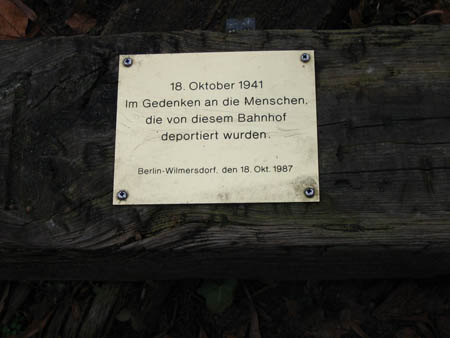 18. Oktober 1941
Im Gedenken an die Menschen,
die von diesem Bahnhof
deportiert wurden.
Berlin-Wilmersdorf, den 18. Okt. 1987